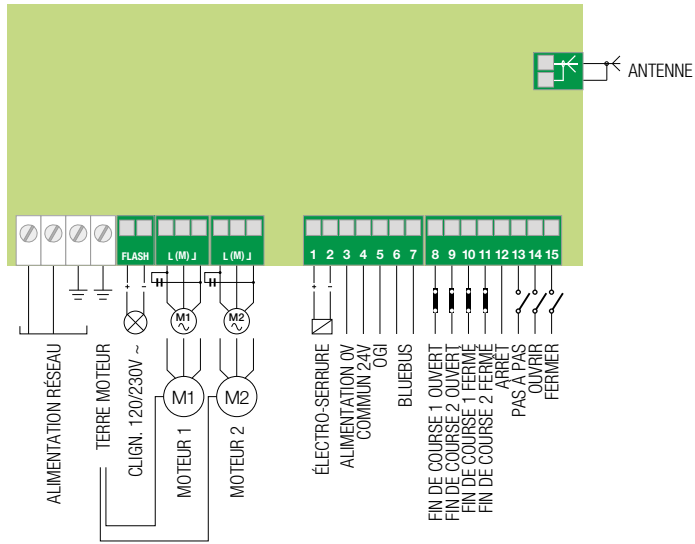 ANTENNE
FLASH
L (M) ⅃
L (M) ⅃
1 2 3 4 5 6 7
8 9 10 11 12 13 14 15
+ -
+ -
M1
∼
M2
∼
M1
M2
ALIMENTATION RÉSEAU
TERRE MOTEUR
CLIGN. 120/230V ~
MOTEUR 1
MOTEUR 2
ÉLECTRO-SERRURE
ALIMENTATION 0V
COMMUN 24V
OGI
BLUEBUS
FIN DE COURSE 1 OUVERT
FIN DE COURSE 2 OUVERT
FIN DE COURSE 1 FERMÉ
FIN DE COURSE 2 FERMÉ
ARRÊT
PAS À PAS
OUVRIR
FERMER